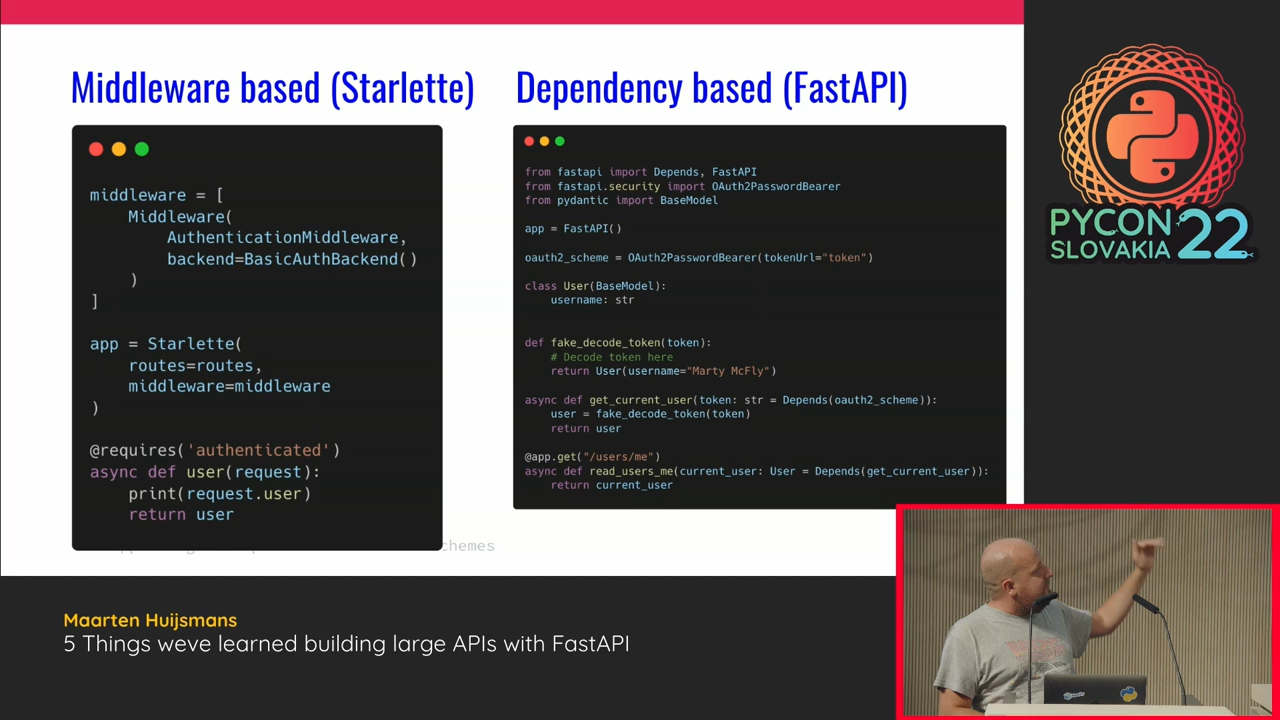 Middleware based (Starlette)
middleware = [
Middleware(
AuthenticationMiddleware,
backend=BasicAuthBackend()
)
]
app = Starlette(
routes=routes,
middleware=middleware
)
@requires('authenticated')
async def user(request):
print(request.user)
return user
Dependency based (FastAPI)
from fastapi import Depends, FastAPI
from fastapi.security import OAuth2PasswordBearer
from pydantic import BaseModel
app = FastAPI()
oauth2_scheme = OAuth2PasswordBearer(tokenUrl="token")
class User(BaseModel):
username: str
def fake_decode_token(token):
# Decode token here
return User(username="Marty McFly")
async def get_current_user(token: str = Depends(oauth2_scheme)):
user = fake_decode_token(token)
return user
@app.get("/users/me")
async def read_users_me(current_user: User = Depends(get_current_user)):
return current_user
PYCON
SLOVAKIA
22
Maarten Huijsmans
5 Things weve learned building large APIs with FastAPI